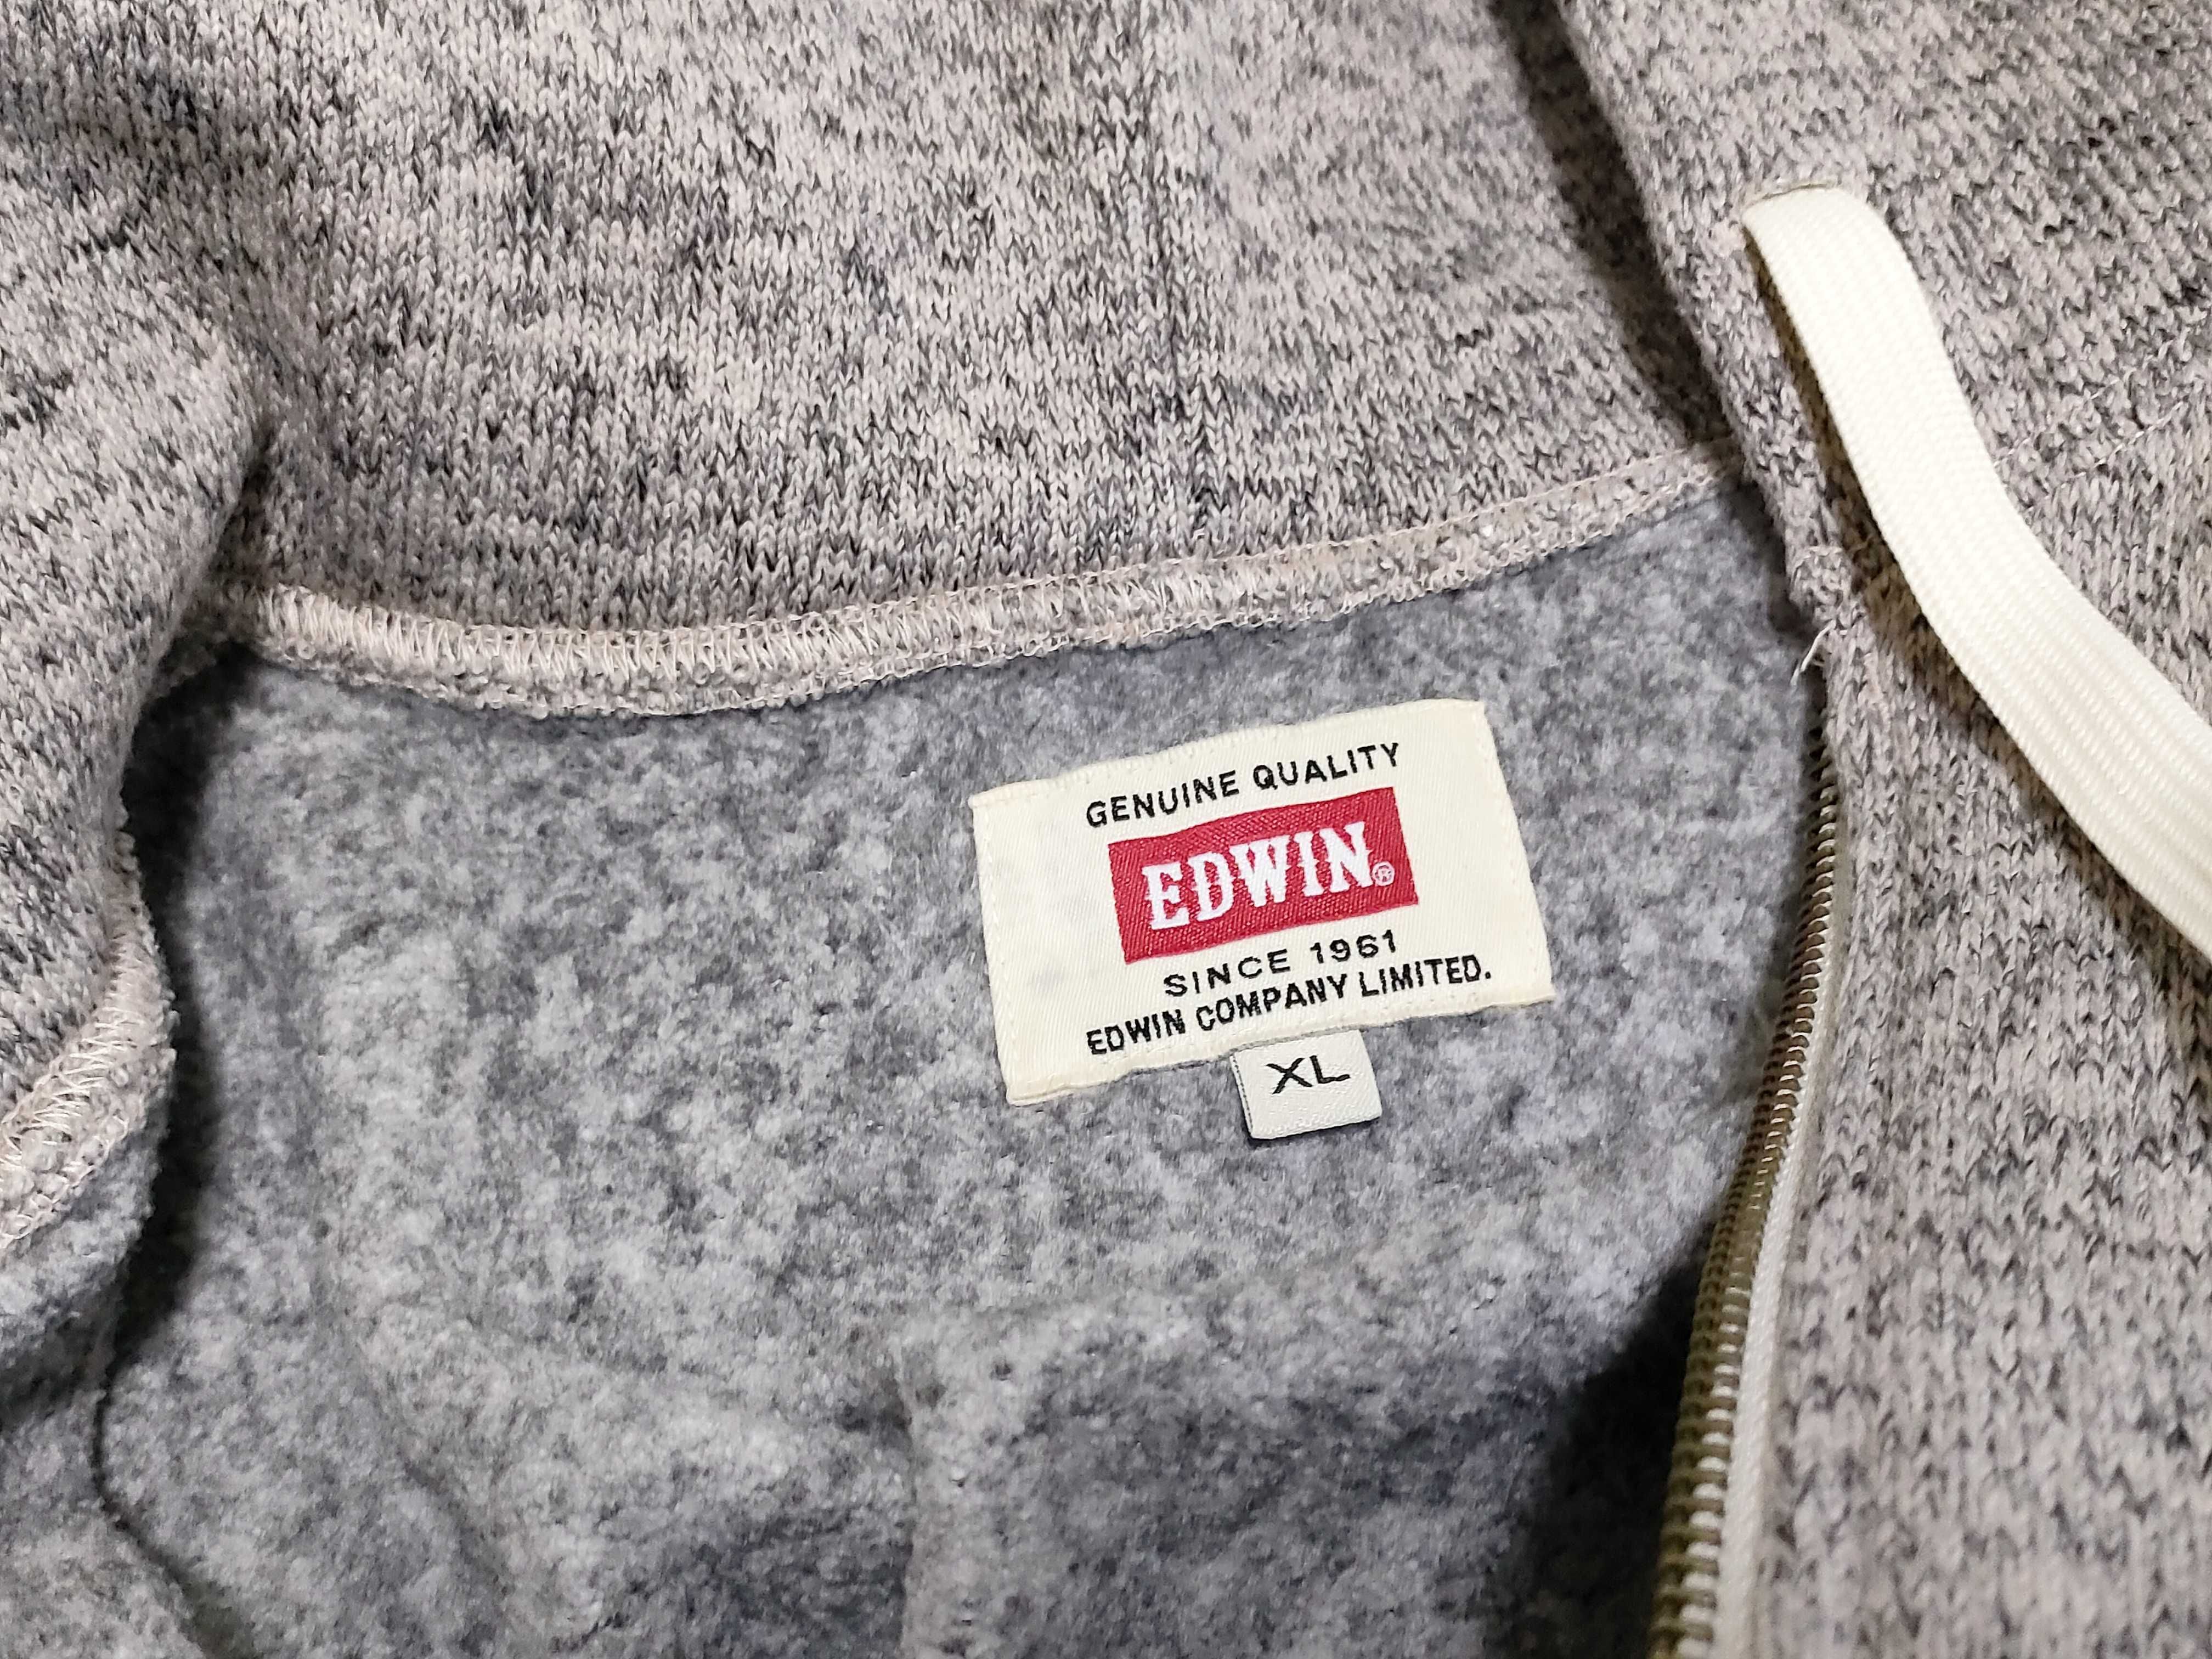 GENUINE QUALITY
EDWIN®
SINCE 1961
EDWIN COMPANY LIMITED.
XL